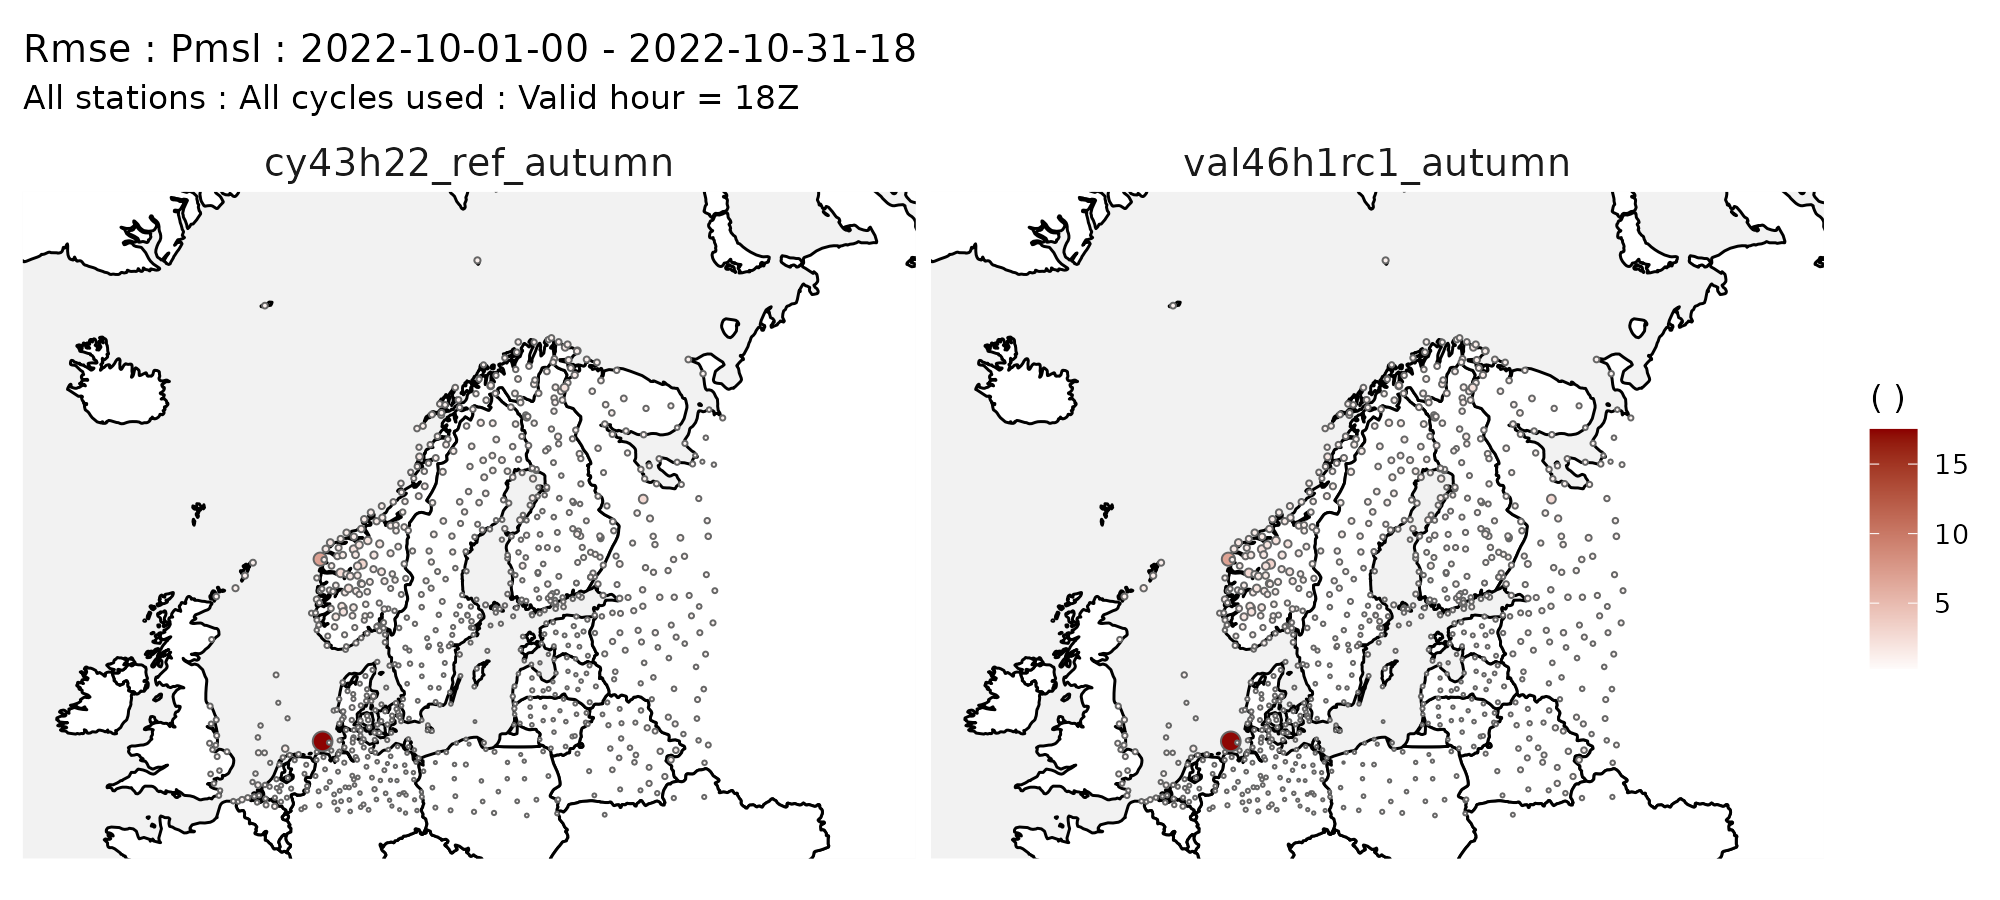 Rmse : Pmsl : 2022-10-01-00 - 2022-10-31-18
All stations : All cycles used : Valid hour = 18Z
cy43h22_ref_autumn
val46h1rc1_autumn
( )
15
10
5